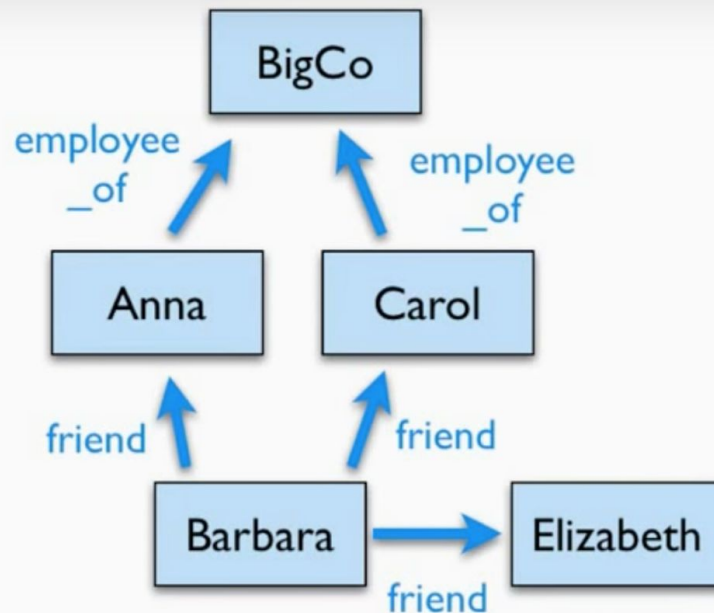 BigCo
employee
_of
employee
_of
Anna
Carol
friend
friend
Barbara
Elizabeth
friend